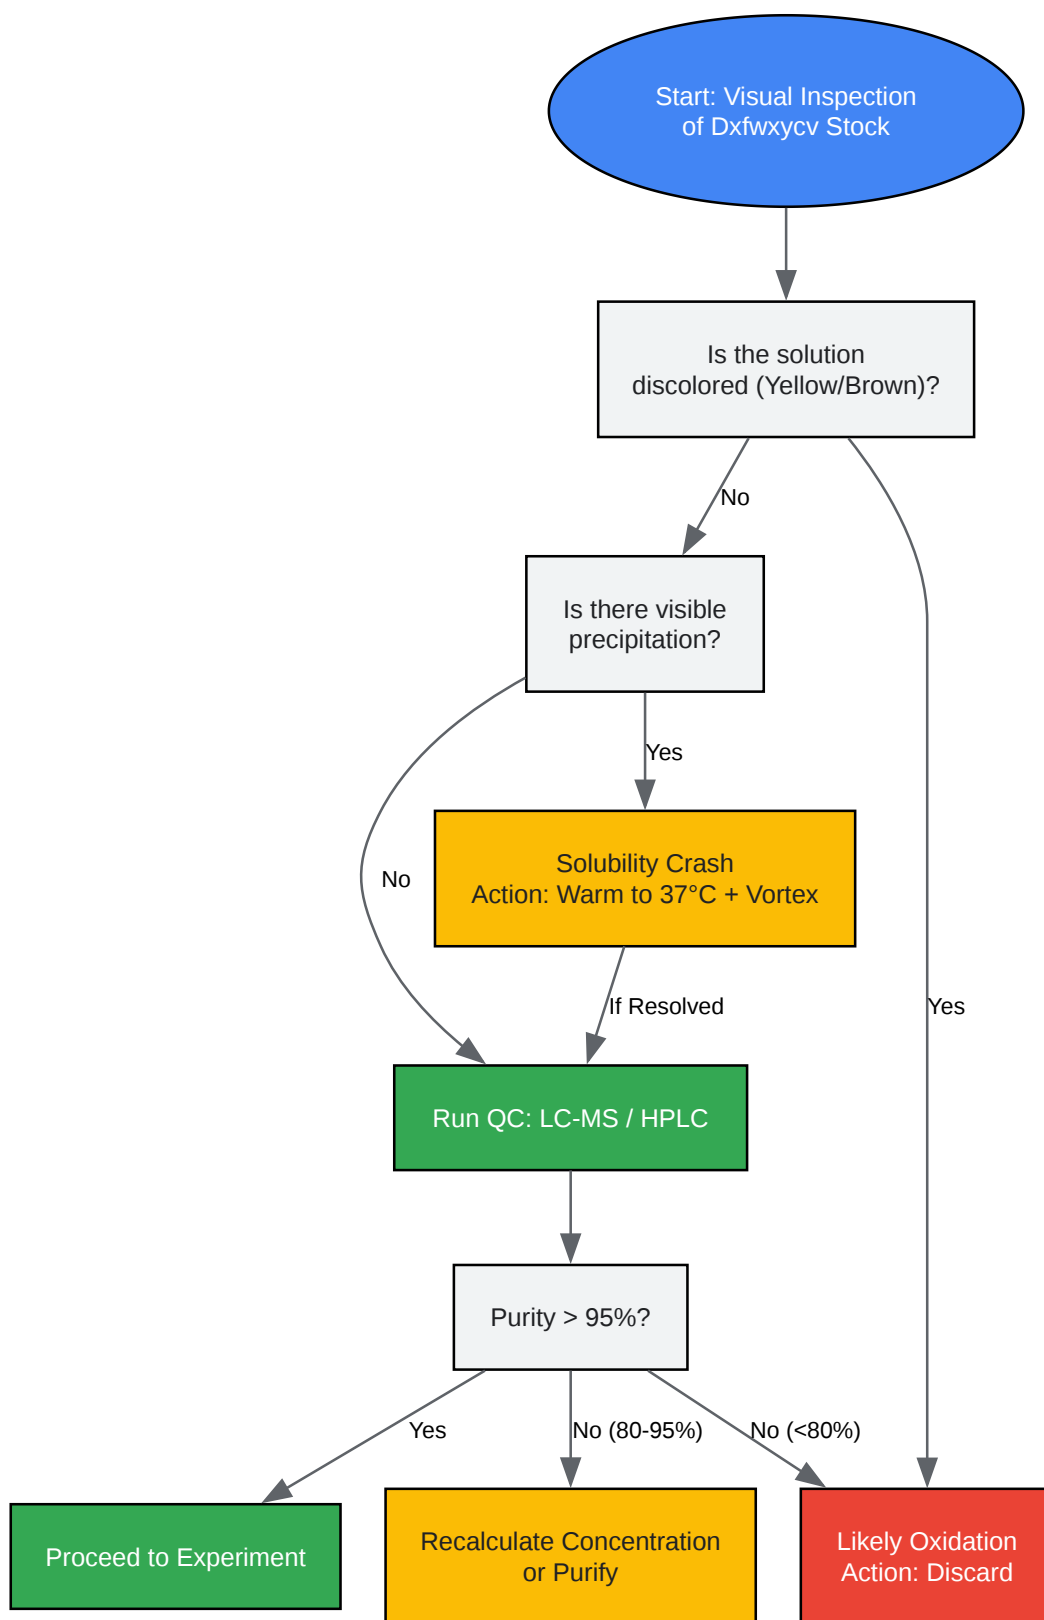 Start: Visual Inspection
of Dxfwxycv Stock
Is the solution
discolored (Yellow/Brown)?
No
Is there visible
precipitation?
Yes
Solubility Crash
Action: Warm to 37°C + Vortex
No
If Resolved
Yes
Run QC: LC-MS / HPLC
Purity > 95%?
Yes
No (80-95%)
No (<80%)
Proceed to Experiment
Recalculate Concentration
or Purify
Likely Oxidation
Action: Discard